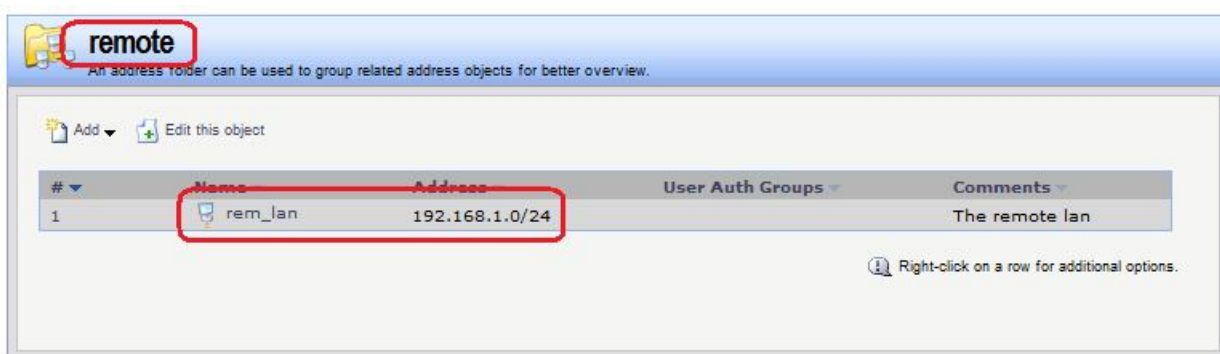 remote
An address folder can be used to group related address objects for better overview.
Add Edit this object
# Name Address User Auth Groups Comments
1 rem_lan 192.168.1.0/24 The remote lan
Right-click on a row for additional options.